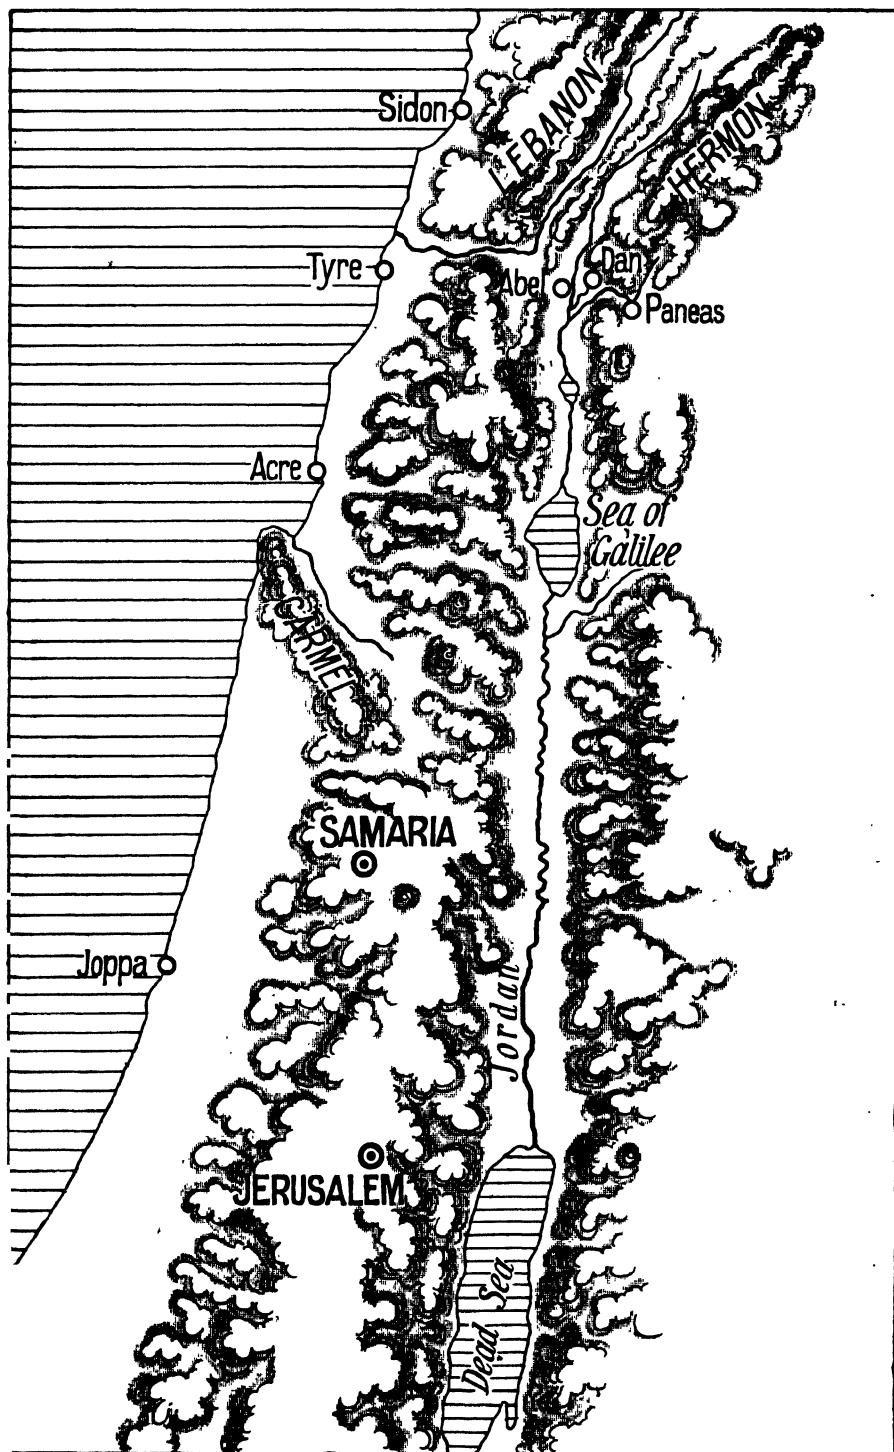 Sidon
LEBANON
HERMON
Tyre
Abel
Dan
Paneas
Acre
Sea of
Galilee
CARMEL
SAMARIA
Joppa
Jordan
JERUSALEM
Dead Sea